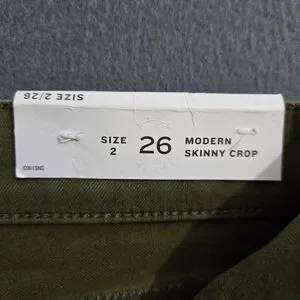 SIZE 2/26
SIZE
2
26
MODERN
SKINNY CROP